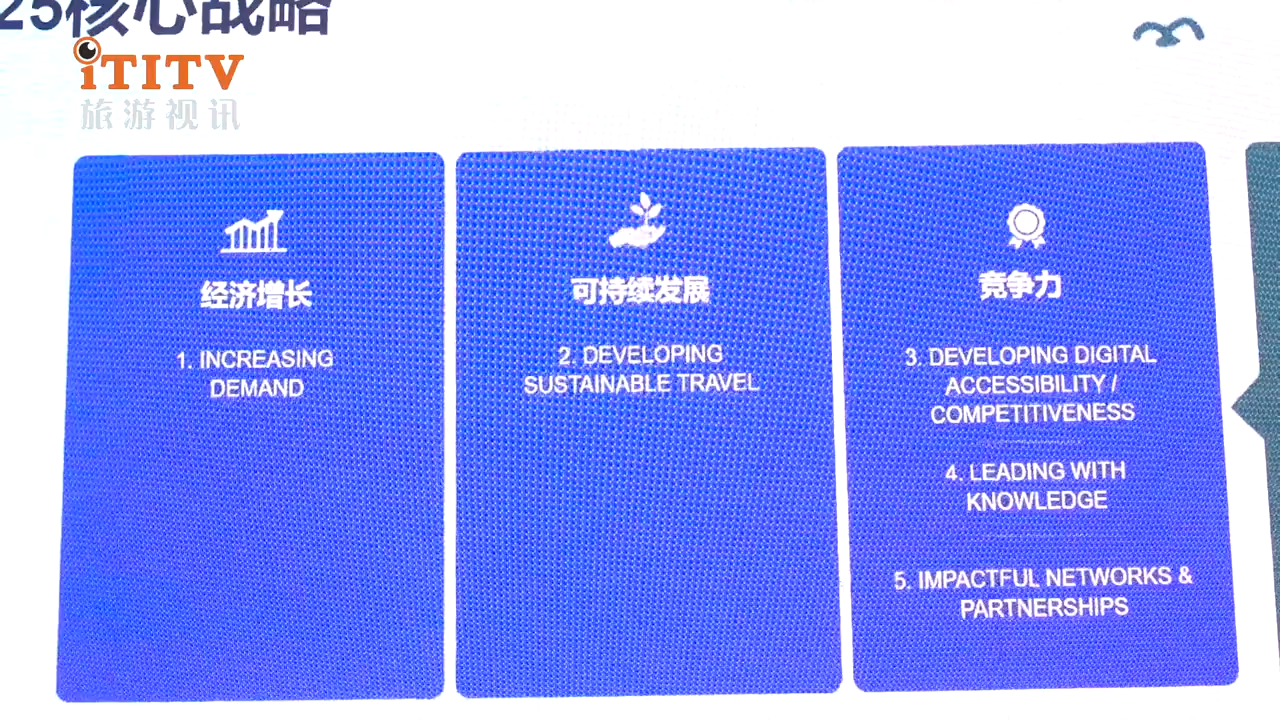 25核心战略
iTITV
旅游视讯
经济增长
1. INCREASING
DEMAND
可持续发展
2. DEVELOPING
SUSTAINABLE TRAVEL
竞争力
3. DEVELOPING DIGITAL
ACCESSIBILITY /
COMPETITIVENESS
4. LEADING WITH
KNOWLEDGE
5. IMPACTFUL NETWORKS &
PARTNERSHIPS